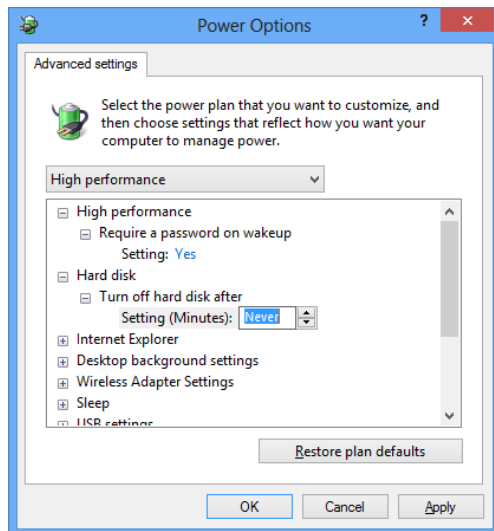 Power Options
?
Advanced settings
Select the power plan that you want to customize, and
then choose settings that reflect how you want your
computer to manage power.
High performance
High performance
Require a password on wakeup
Setting: Yes
Hard disk
Turn off hard disk after
Setting (Minutes): Never
Internet Explorer
Desktop background settings
Wireless Adapter Settings
Sleep
USB settings
Restore plan defaults
OK Cancel Apply